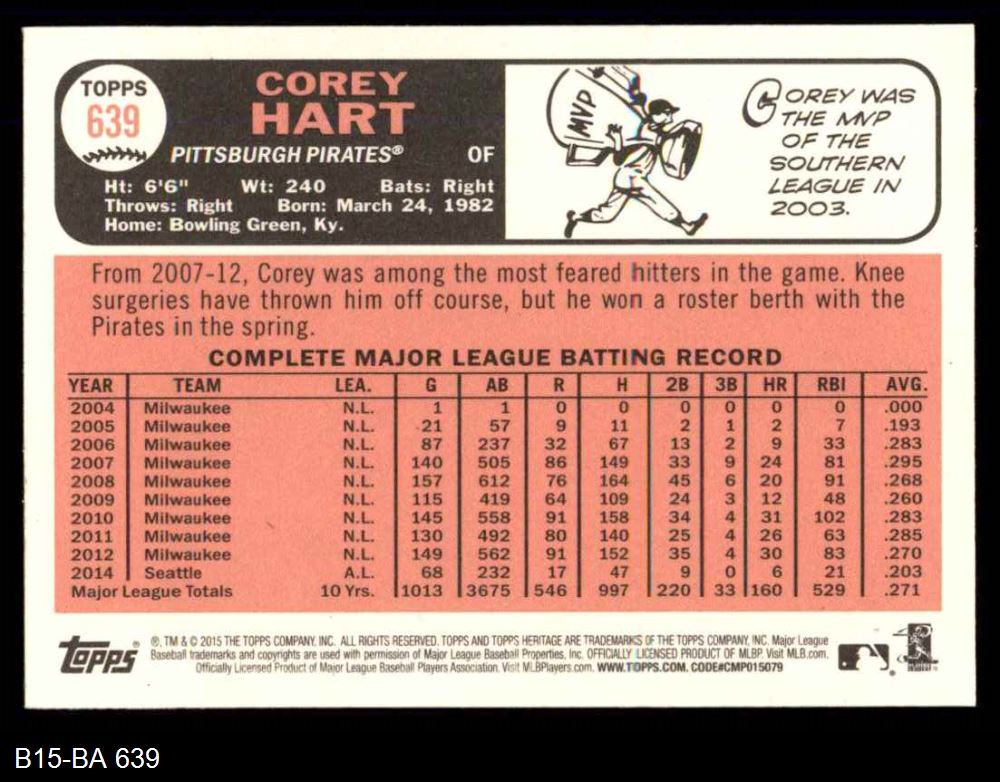 TOPPS
639
COREY
HART
PITTSBURGH PIRATES® OF
Ht: 6'6" Wt: 240 Bats: Right
Throws: Right Born: March 24, 1982
Home: Bowling Green, Ky.
MVP
COREY WAS
THE MVP
OF THE
SOUTHERN
LEAGUE IN
2003.
From 2007-12, Corey was among the most feared hitters in the game. Knee
surgeries have thrown him off course, but he won a roster berth with the
Pirates in the spring.
COMPLETE MAJOR LEAGUE BATTING RECORD
YEAR TEAM LEA. G AB R H 2B 3B HR RBI AVG.
2004 Milwaukee N.L. 1 1 0 0 0 0 0 0 .000
2005 Milwaukee N.L. 21 57 9 11 2 1 2 7 .193
2006 Milwaukee N.L. 87 237 32 67 13 2 9 33 .283
2007 Milwaukee N.L. 140 505 86 149 33 9 24 81 .295
2008 Milwaukee N.L. 157 612 76 164 45 6 20 91 .268
2009 Milwaukee N.L. 115 419 64 109 24 3 12 48 .260
2010 Milwaukee N.L. 145 558 91 158 34 4 31 102 .283
2011 Milwaukee N.L. 130 492 80 140 25 4 26 63 .285
2012 Milwaukee N.L. 149 562 91 152 35 4 30 83 .270
2014 Seattle A.L. 68 232 17 47 9 0 6 21 .203
Major League Totals 10 Yrs. 1013 3675 546 997 220 33 160 529 .271
Topps
®, TM & © 2015 THE TOPPS COMPANY, INC. ALL RIGHTS RESERVED. TOPPS AND TOPPS HERITAGE ARE TRADEMARKS OF THE TOPPS COMPANY, INC. Major League
Baseball trademarks and copyrights are used with permission of Major League Baseball Properties, Inc. OFFICIALLY LICENSED PRODUCT OF MLBP. Visit MLB.com.
Officially Licensed Product of Major League Baseball Players Association. Visit MLBPlayers.com. WWW.TOPPS.COM. CODE#CMP015079
B15-BA 639